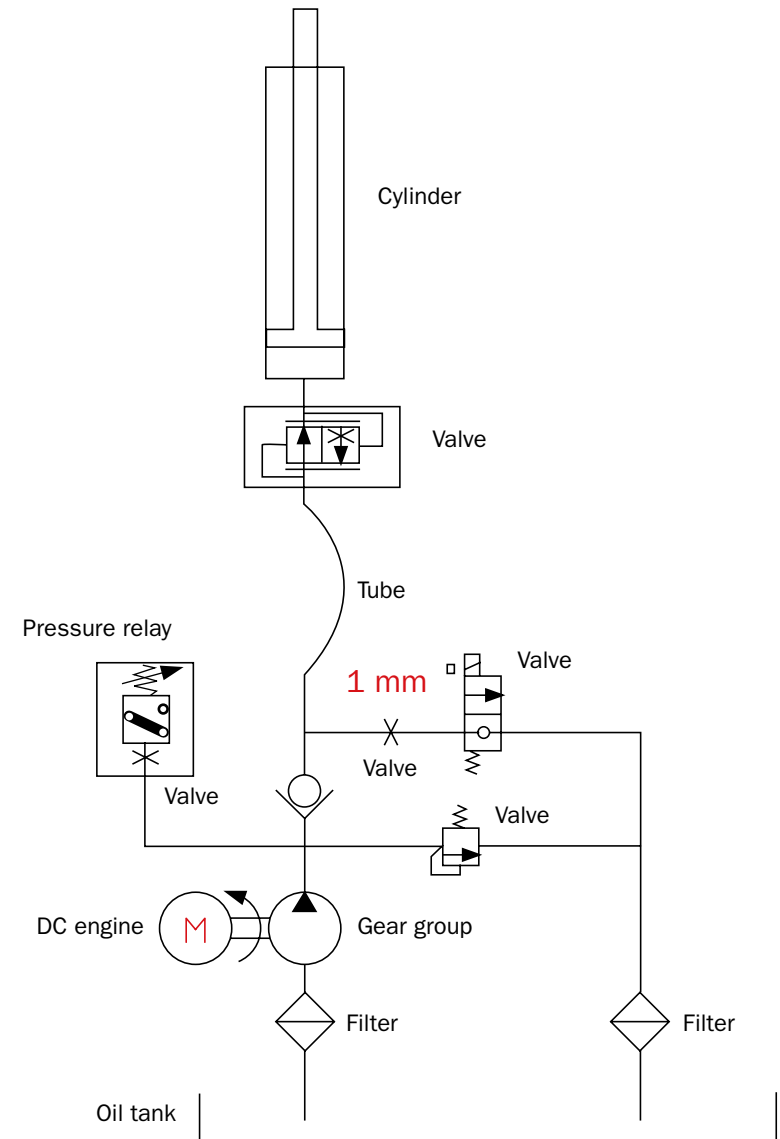 Cylinder
Valve
Tube
Pressure relay
Valve
1 mm
Valve
Valve
Valve
DC engine
M
Gear group
Filter
Filter
Oil tank